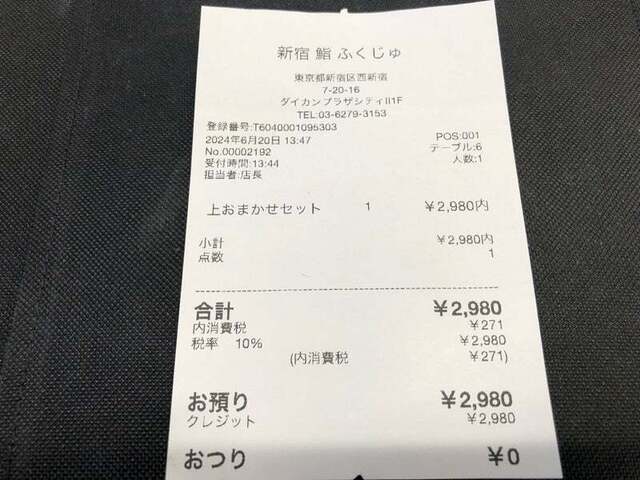 新宿 鮨 ふくじゅ
東京都新宿区西新宿
7-20-16
ダイカンプラザシティII1F
TEL:03-6279-3153
登録番号:T6040001095303
2024年6月20日 13:47 POS:001
No.00002192 テーブル:6
受付時間:13:44 人数:1
担当者:店長
上おまかせセット 1 ¥2,980内
小計 ¥2,980内
点数 1
合計 ¥2,980
内消費税 ¥271
税率 10% ¥2,980
(内消費税 ¥271)
お預り ¥2,980
クレジット ¥2,980
おつり ¥0